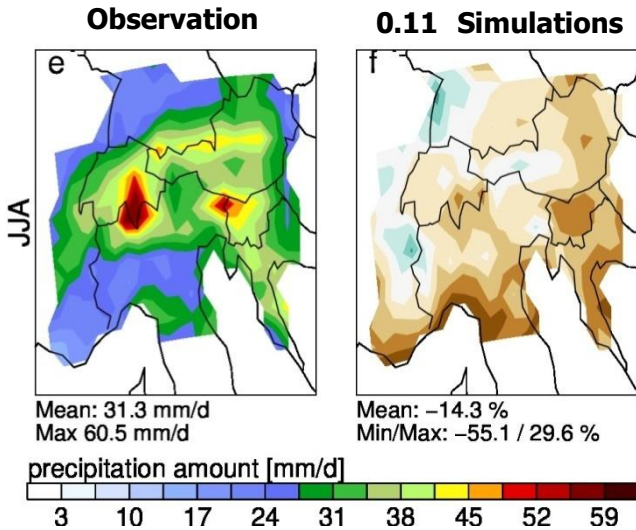 Observation
0.11 Simulations
e
f
JJA
Mean: 31.3 mm/d
Max 60.5 mm/d
Mean: −14.3 %
Min/Max: −55.1 / 29.6 %
precipitation amount [mm/d]
3 10 17 24 31 38 45 52 59